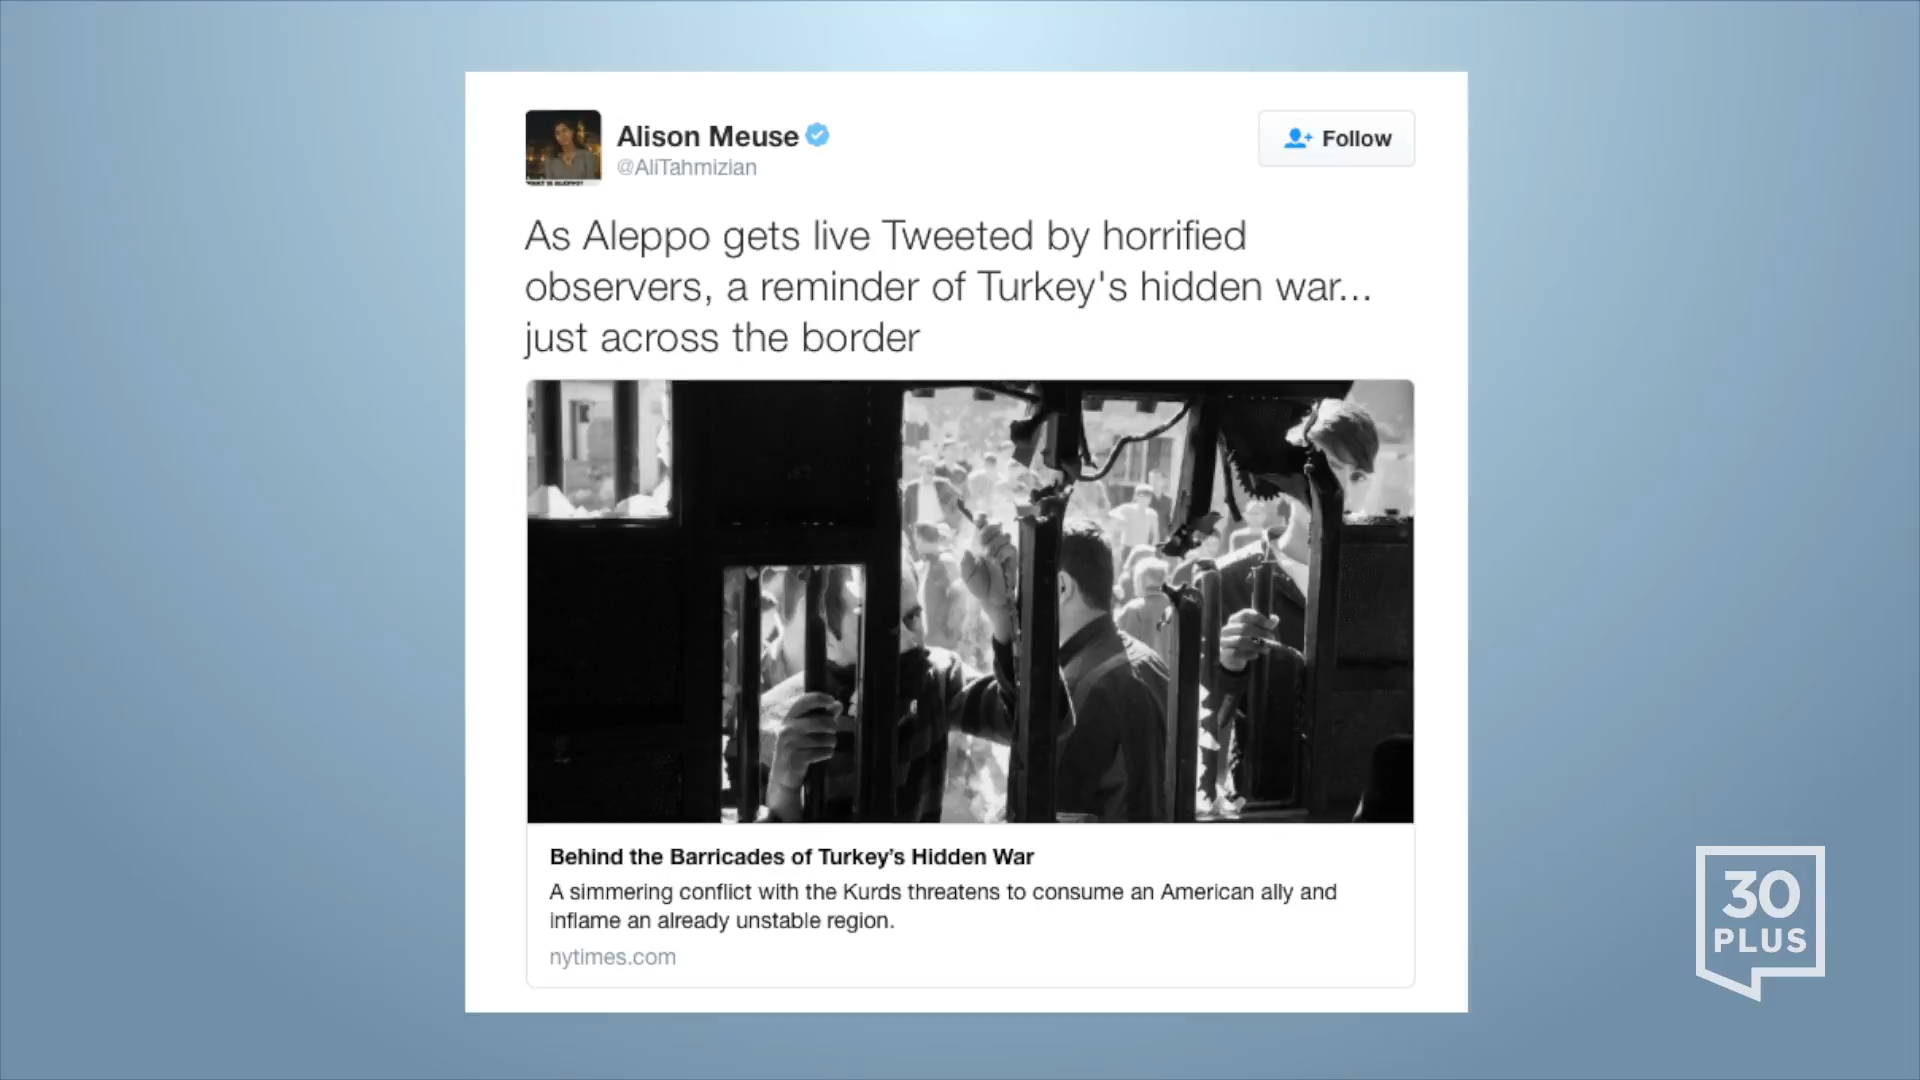 Alison Meuse
@AliTahmizian
Follow
As Aleppo gets live Tweeted by horrified
observers, a reminder of Turkey's hidden war...
just across the border
Behind the Barricades of Turkey’s Hidden War
A simmering conflict with the Kurds threatens to consume an American ally and
inflame an already unstable region.
nytimes.com
30
PLUS